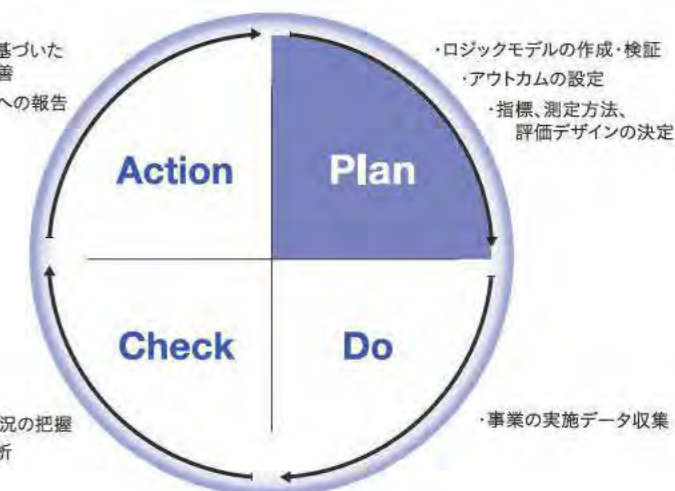 基づいた
善
への報告
・ロジックモデルの作成・検証
・アウトカムの設定
・指標、測定方法、
評価デザインの決定
Action
Plan
Check
Do
況の把握
析
・事業の実施データ収集